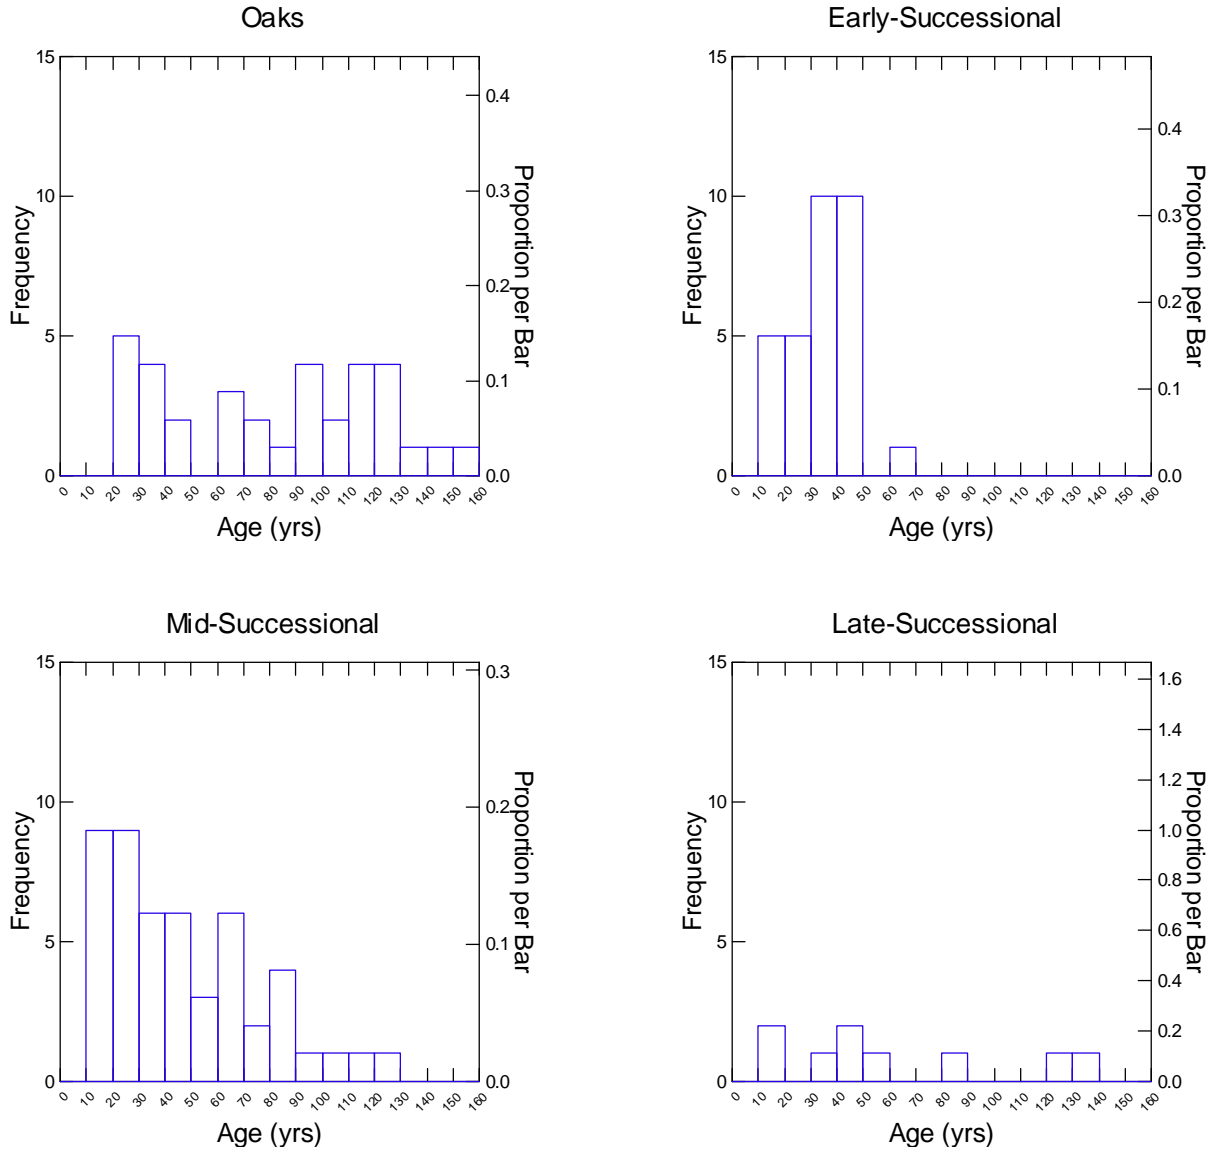 Oaks
15
10
5
0
Frequency
0.4
0.3
0.2
0.1
0.0
Proportion per Bar
0 10 20 30 40 50 60 70 80 90 100 110 120 130 140 150 160
Age (yrs)
Early-Successional
15
10
5
0
Frequency
0.4
0.3
0.2
0.1
0.0
Proportion per Bar
0 10 20 30 40 50 60 70 80 90 100 110 120 130 140 150 160
Age (yrs)
Mid-Successional
15
10
5
0
Frequency
0.3
0.2
0.1
0.0
Proportion per Bar
0 10 20 30 40 50 60 70 80 90 100 110 120 130 140 150 160
Age (yrs)
Late-Successional
15
10
5
0
Frequency
1.6
1.4
1.2
1.0
0.8
0.6
0.4
0.2
0.0
Proportion per Bar
0 10 20 30 40 50 60 70 80 90 100 110 120 130 140 150 160
Age (yrs)